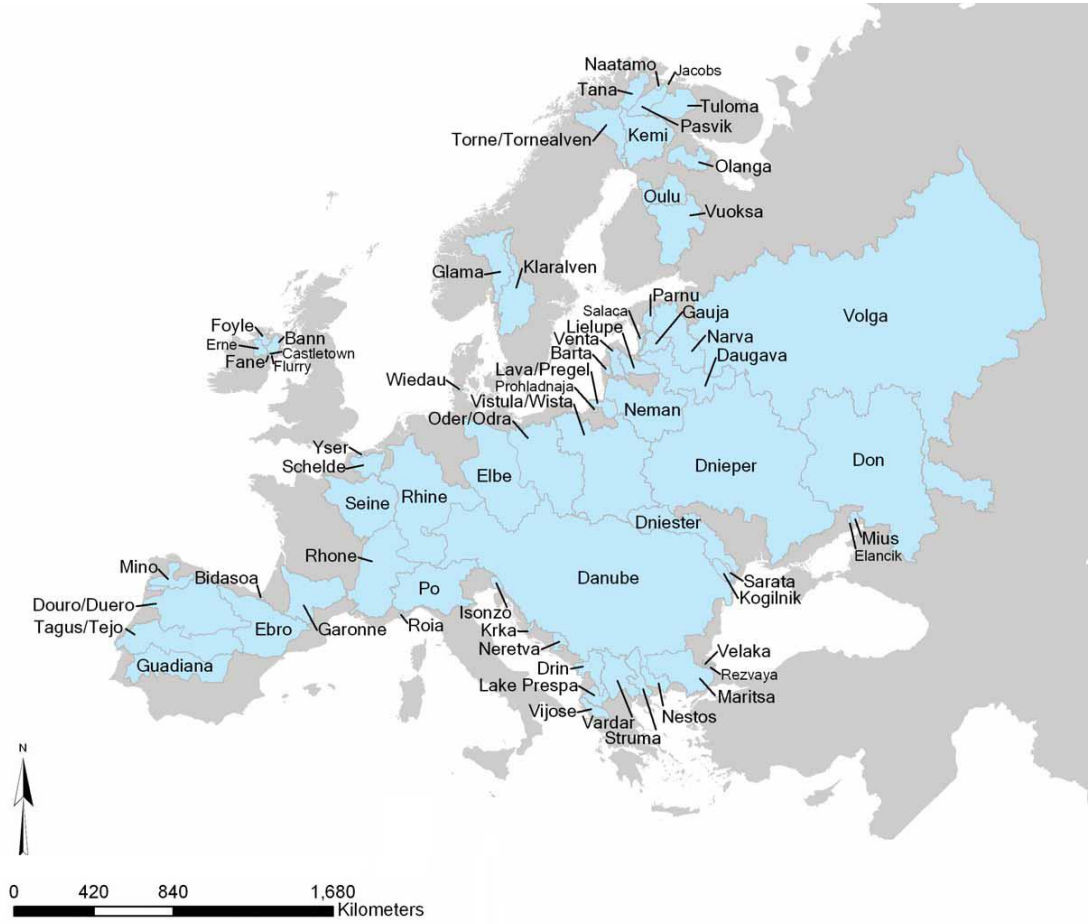 Naatamo
Jacobs
Tana
Tuloma
Pasvik
Torne/Tornealven
Kemi
Olanga
Oulu
Vuoksa
Glama
Klaralven
Parnu
Salaca
Gauja
Volga
Foyle
Bann
Lielupe
Narva
Erne
Castletown
Venta
Daugava
Fane
Flurry
Barta
Lava/Pregel
Wiedau
Prohladnaja
Vistula/Wista
Neman
Oder/Odra
Yser
Schelde
Elbe
Dnieper
Don
Seine
Rhine
Dniester
Mius
Elancik
Rhone
Mino
Bidasoa
Po
Danube
Sarata
Kogilnik
Douro/Duero
Isonzo
Tagus/Tejo
Ebro
Garonne
Roia
Krka
Neretva
Velaka
Guadiana
Drin
Rezvaya
Lake Prespa
Maritsa
Vijose
Vardar
Nestos
Struma
N
0 420 840 1,680
Kilometers